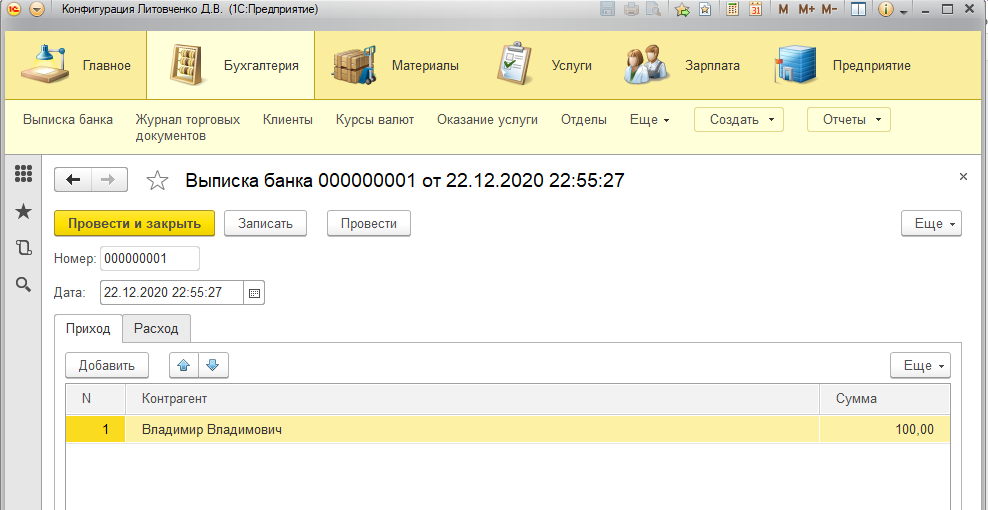 Конфигурация Литовченко Д.В. (1С:Предприятие)
31 M M+ M-
Главное Бухгалтерия Материалы Услуги Зарплата Предприятие
Выписка банка Журнал торговых Клиенты Курсы валют Оказание услуги Отделы Еще Создать Отчеты
документов
Выписка банка 000000001 от 22.12.2020 22:55:27
Провести и закрыть Записать Провести Еще
Номер: 000000001
Дата: 22.12.2020 22:55:27
Приход Расход
Добавить Еще
N Контрагент Сумма
1 Владимир Владимович 100,00